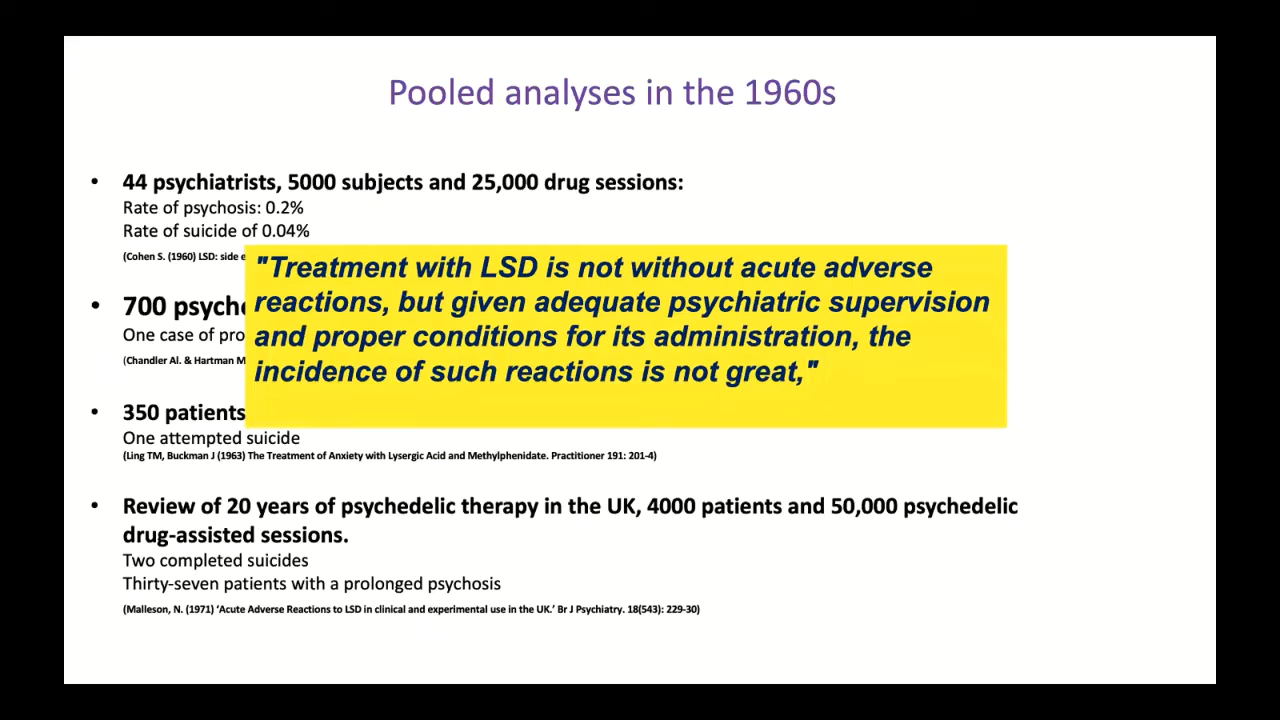 Pooled analyses in the 1960s
• 44 psychiatrists, 5000 subjects and 25,000 drug sessions:
Rate of psychosis: 0.2%
Rate of suicide of 0.04%
(Cohen S. (1960) LSD: side
"Treatment with LSD is not without acute adverse
reactions, but given adequate psychiatric supervision
and proper conditions for its administration, the
incidence of such reactions is not great,"
• 700
One case of
(Chandler Al. & Hartman
• 350 patients
One attempted suicide
(Ling TM, Buckman J (1963) The Treatment of Anxiety with Lysergic Acid and Methylphenidate. Practitioner 191: 201-4)
• Review of 20 years of psychedelic therapy in the UK, 4000 patients and 50,000 psychedelic
drug-assisted sessions.
Two completed suicides
Thirty-seven patients with a prolonged psychosis
(Malleson, N. (1971) ‘Acute Adverse Reactions to LSD in clinical and experimental use in the UK.’ Br J Psychiatry. 18(543): 229-30)